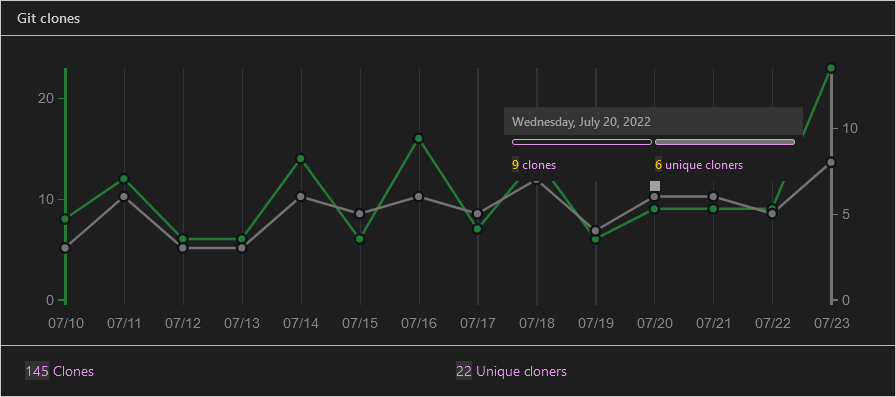 Git clones
20
10
0
10
5
0
Wednesday, July 20, 2022
9 clones 6 unique cloners
07/10 07/11 07/12 07/13 07/14 07/15 07/16 07/17 07/18 07/19 07/20 07/21 07/22 07/23
145 Clones 22 Unique cloners